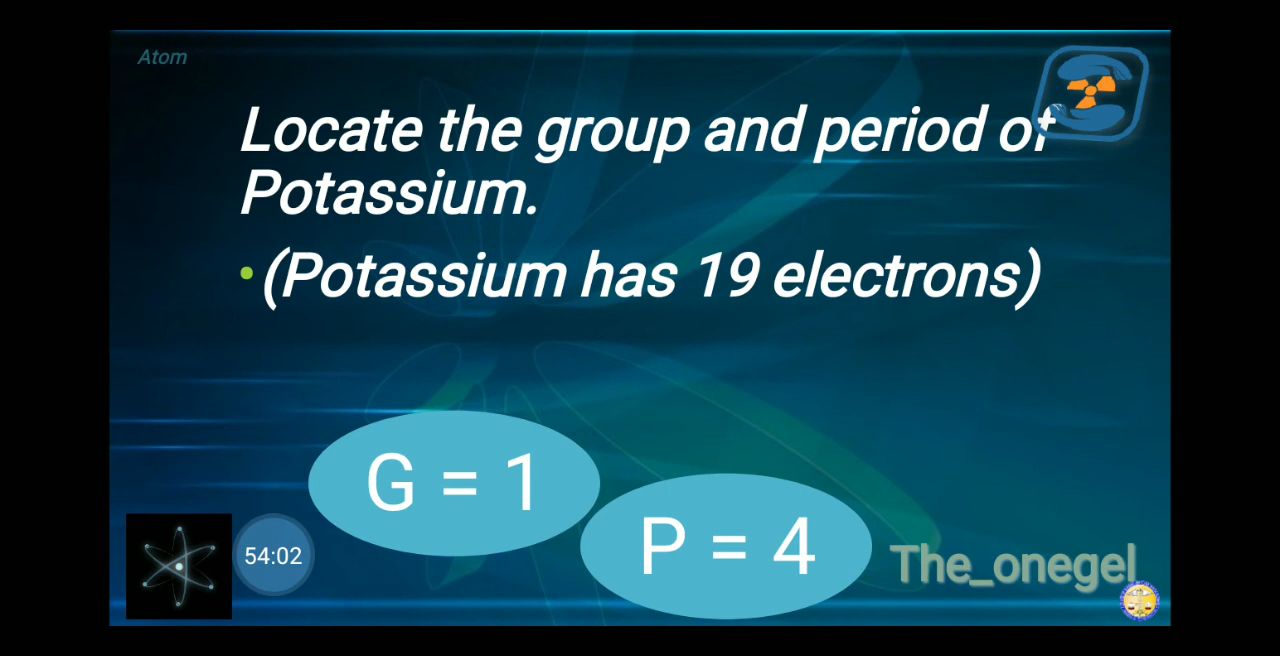 Atom
Locate the group and period of
Potassium.
• (Potassium has 19 electrons)
G = 1
P = 4
54:02
The_onegel